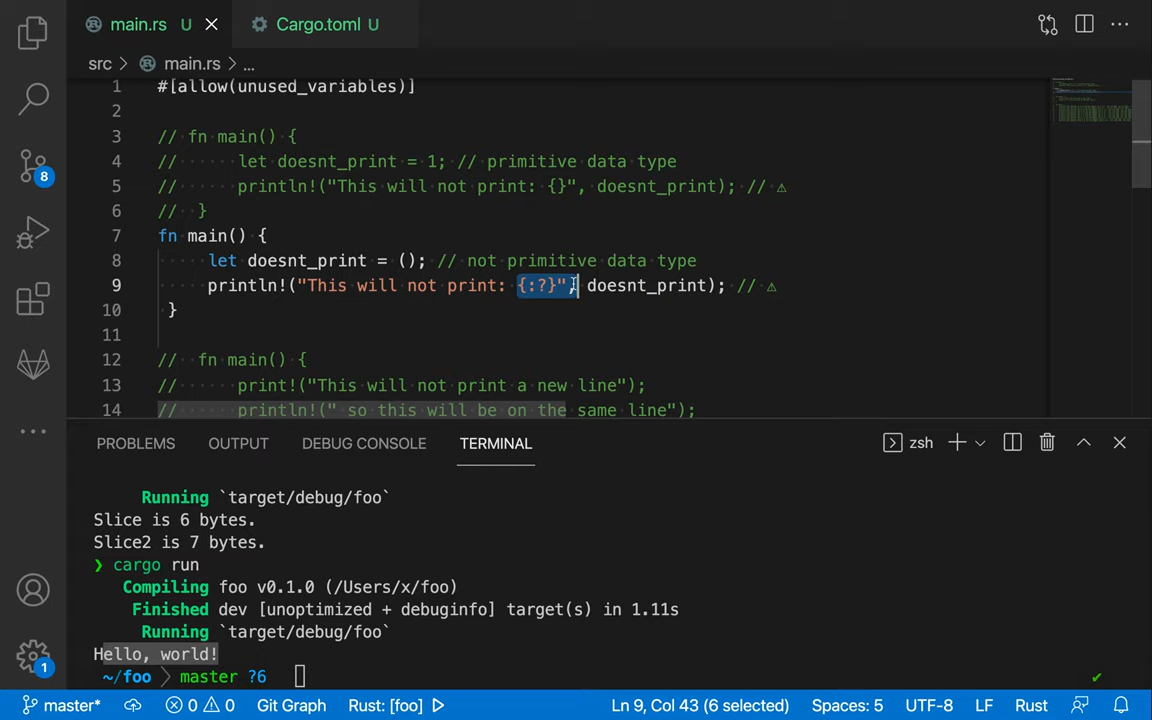 main.rs U Cargo.toml U
src > main.rs > ...
1 #[allow(unused_variables)]
2
3 // fn main() {
4 // let doesnt_print = 1; // primitive data type
5 // println!("This will not print: {}", doesnt_print); // ⚠
6 // }
7 fn main() {
8 let doesnt_print = (); // not primitive data type
9 println!("This will not print: {:?}", doesnt_print); // ⚠
10 }
11
12 // fn main() {
13 // print!("This will not print a new line");
14 // println!(" so this will be on the same line");
PROBLEMS OUTPUT DEBUG CONSOLE TERMINAL zsh
Running `target/debug/foo`
Slice is 6 bytes.
Slice2 is 7 bytes.
❯ cargo run
Compiling foo v0.1.0 (/Users/x/foo)
Finished dev [unoptimized + debuginfo] target(s) in 1.11s
Running `target/debug/foo`
Hello, world!
~/foo master ?6 ✔
8
1
master* 0 0 Git Graph Rust: [foo] Ln 9, Col 43 (6 selected) Spaces: 5 UTF-8 LF Rust